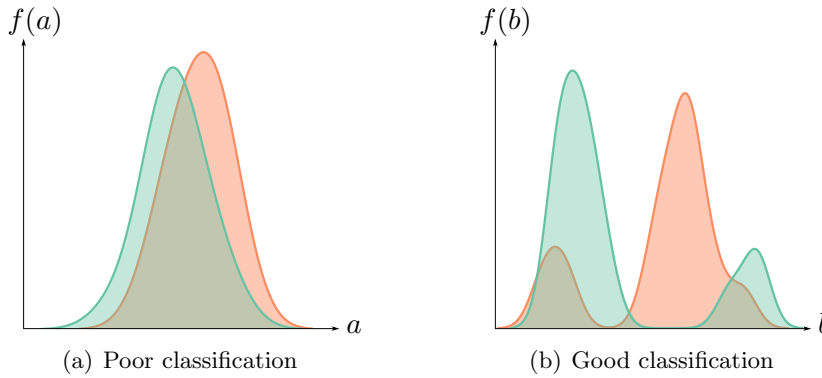 f(a)
f(b)
a
b
(a) Poor classification
(b) Good classification